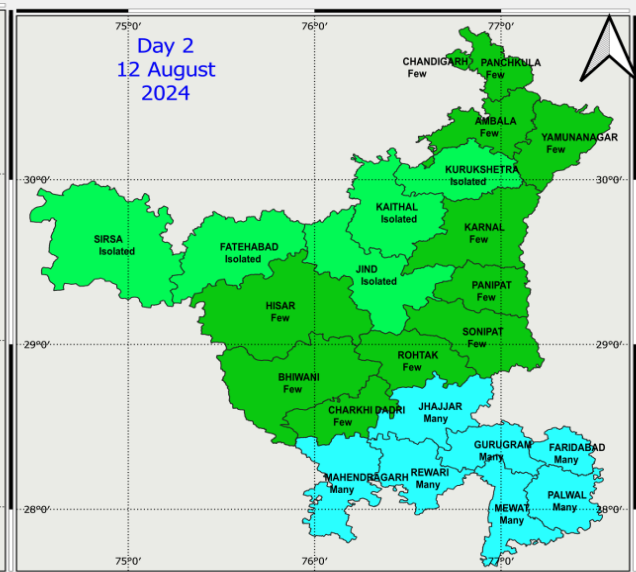 75°0'
76°0'
77°0'
Day 2
12 August
2024
CHANDIGARH
Few
PANCHKULA
Few
AMBALA
Few
YAMUNANAGAR
Few
KURUKSHETRA
Isolated
30°0'
30°0'
KAITHAL
Isolated
KARNAL
Few
SIRSA
Isolated
FATEHABAD
Isolated
JIND
Isolated
PANIPAT
Few
HISAR
Few
SONIPAT
Few
29°0'
29°0'
ROHTAK
Few
BHIWANI
Few
CHARKHI DADRI
Few
JHAJJAR
Many
GURUGRAM
Many
FARIDABAD
Many
MAHENDRAGARH
Many
REWARI
Many
PALWAL
Many
MEWAT
Many
28°0'
28°0'
75°0'
76°0'
77°0'